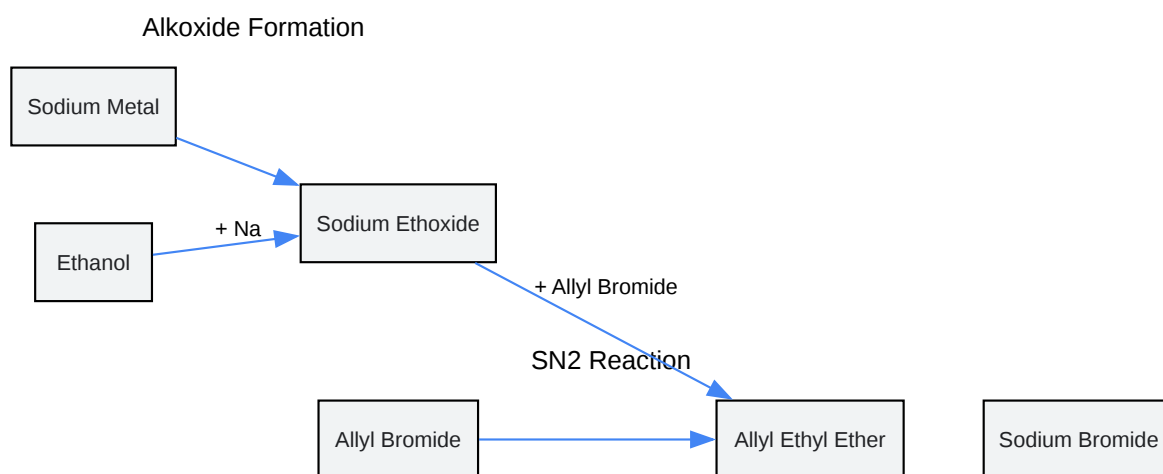 Alkoxide Formation
Sodium Metal
+ Na
Sodium Ethoxide
Ethanol
+ Allyl Bromide
SN2 Reaction
Allyl Bromide
Allyl Ethyl Ether
Sodium Bromide